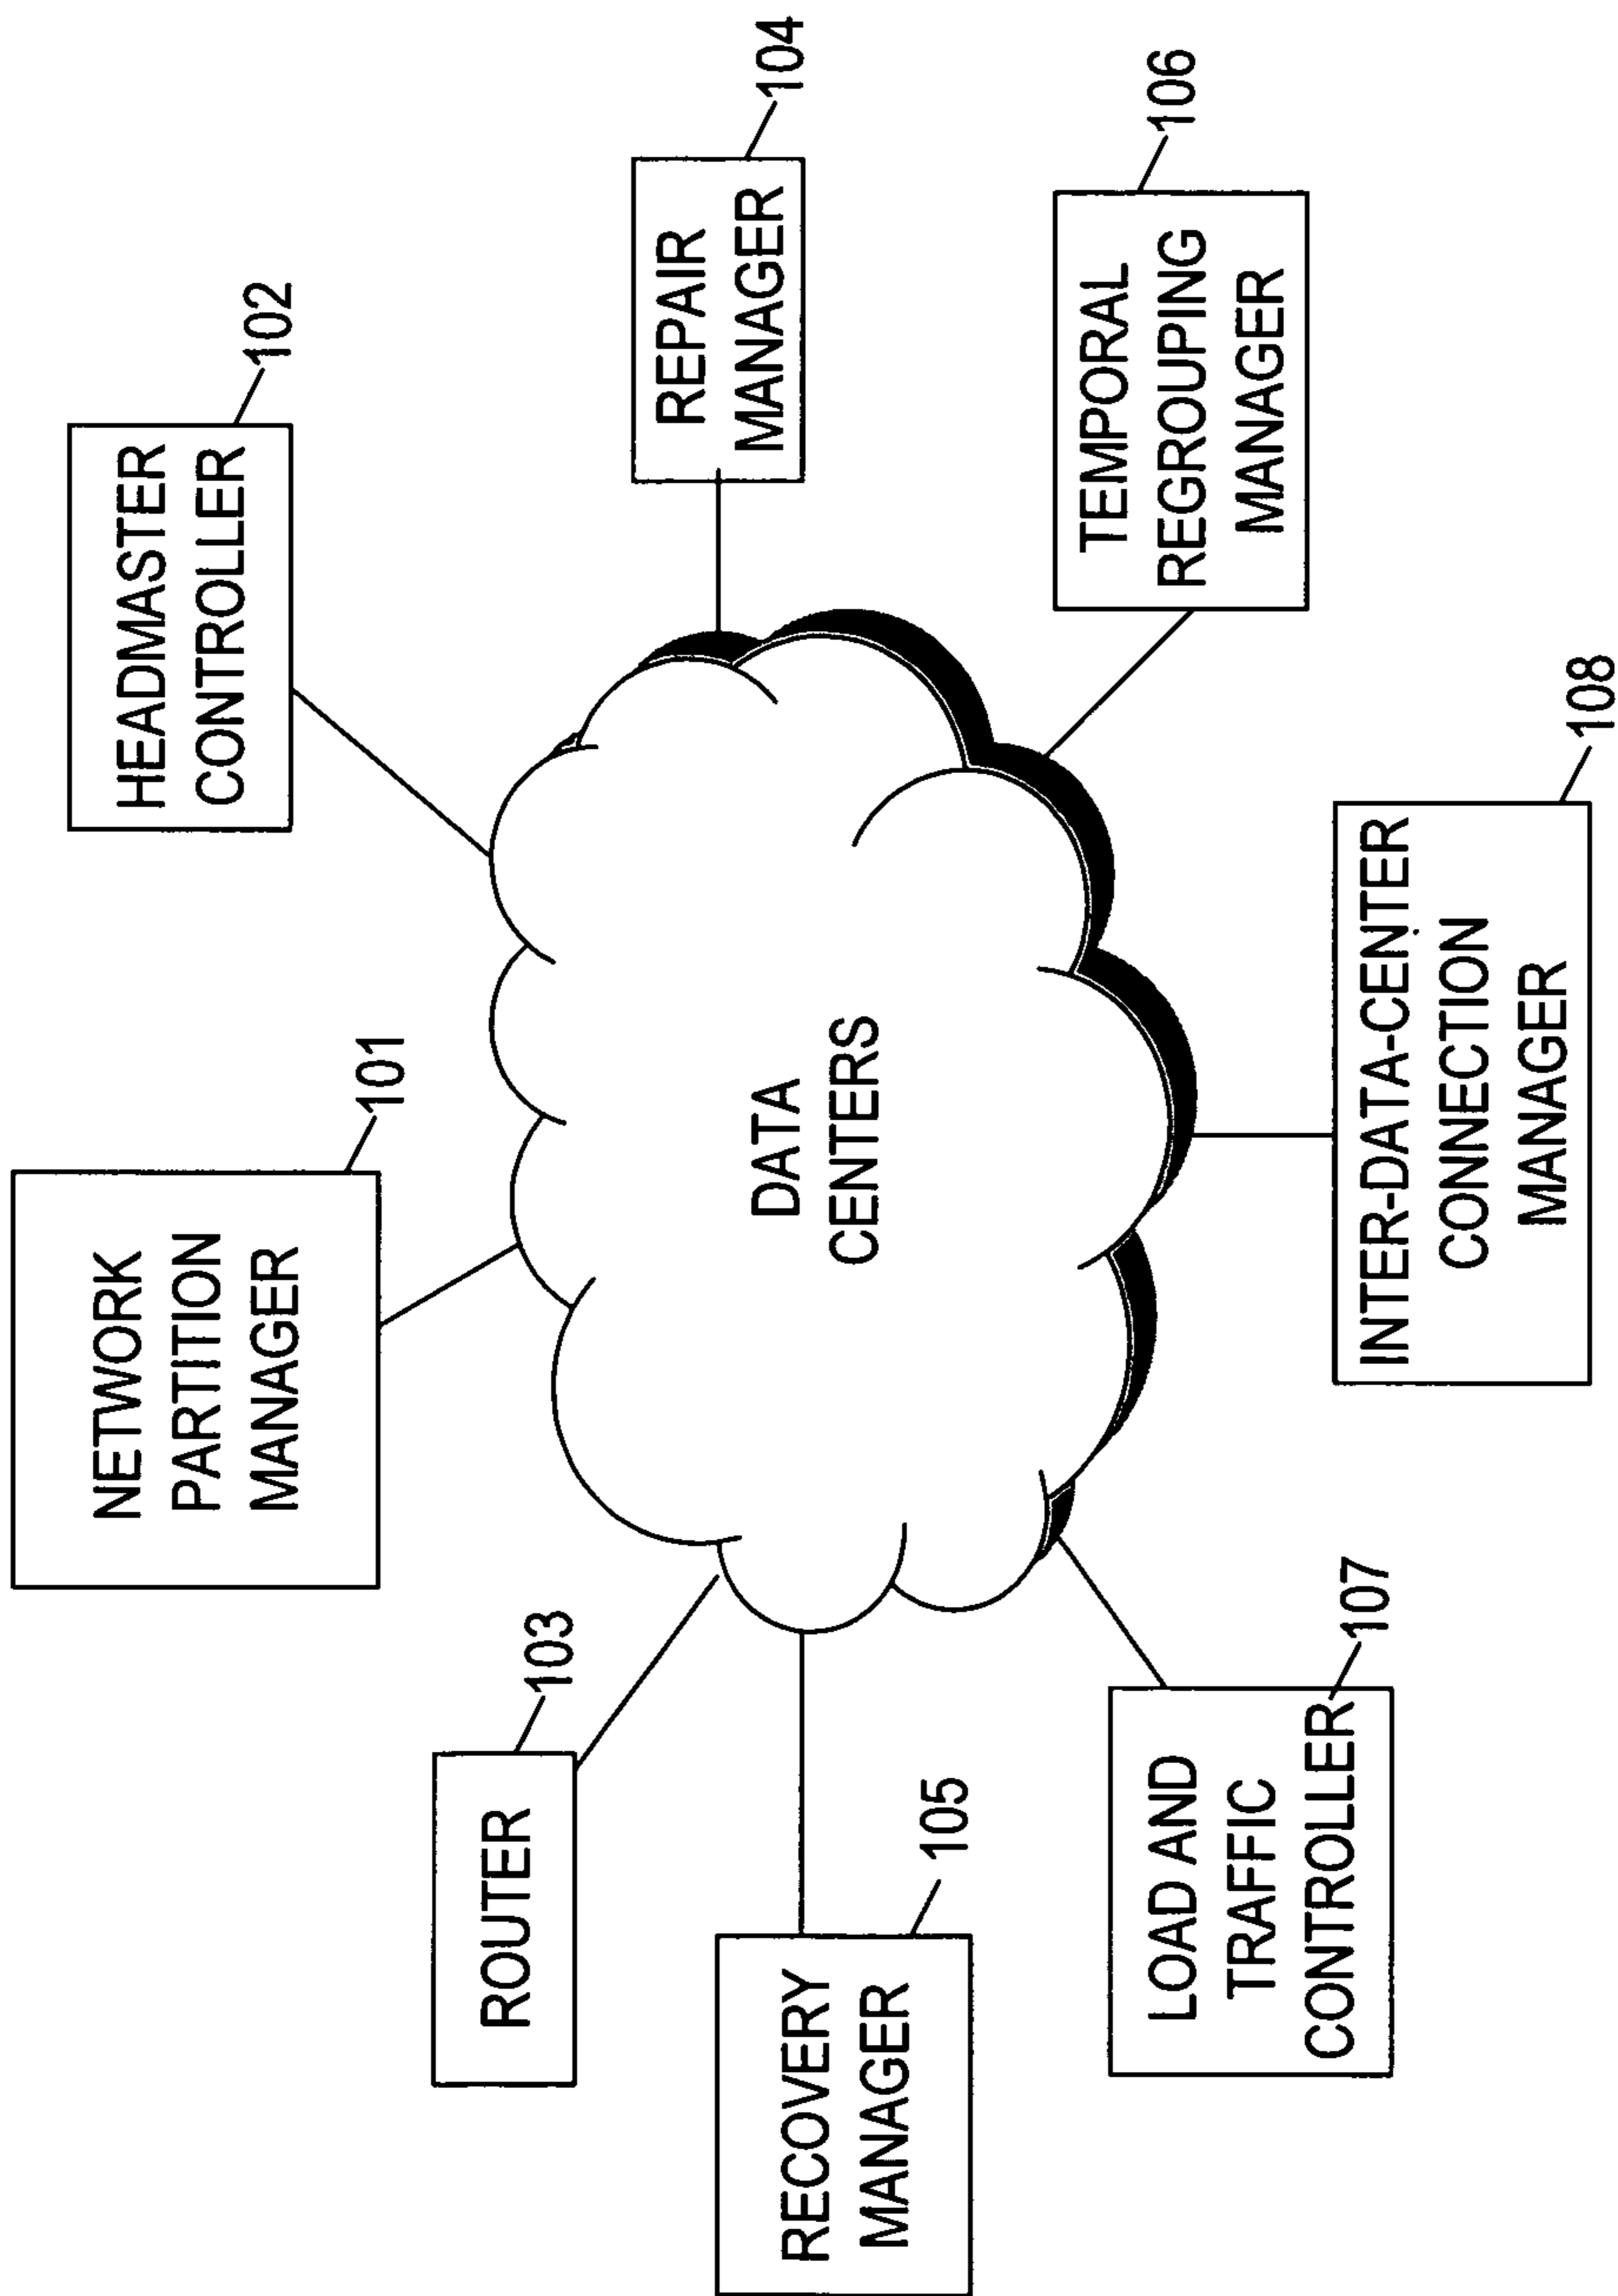 NETWORK
PARTITION
MANAGER
101
HEADMASTER
CONTROLLER
102
ROUTER
103
REPAIR
MANAGER
104
DATA
CENTERS
RECOVERY
MANAGER
105
TEMPORAL
REGROUPING
MANAGER
106
LOAD AND
TRAFFIC
CONTROLLER
107
INTER-DATA-CENTER
CONNECTION
MANAGER
108